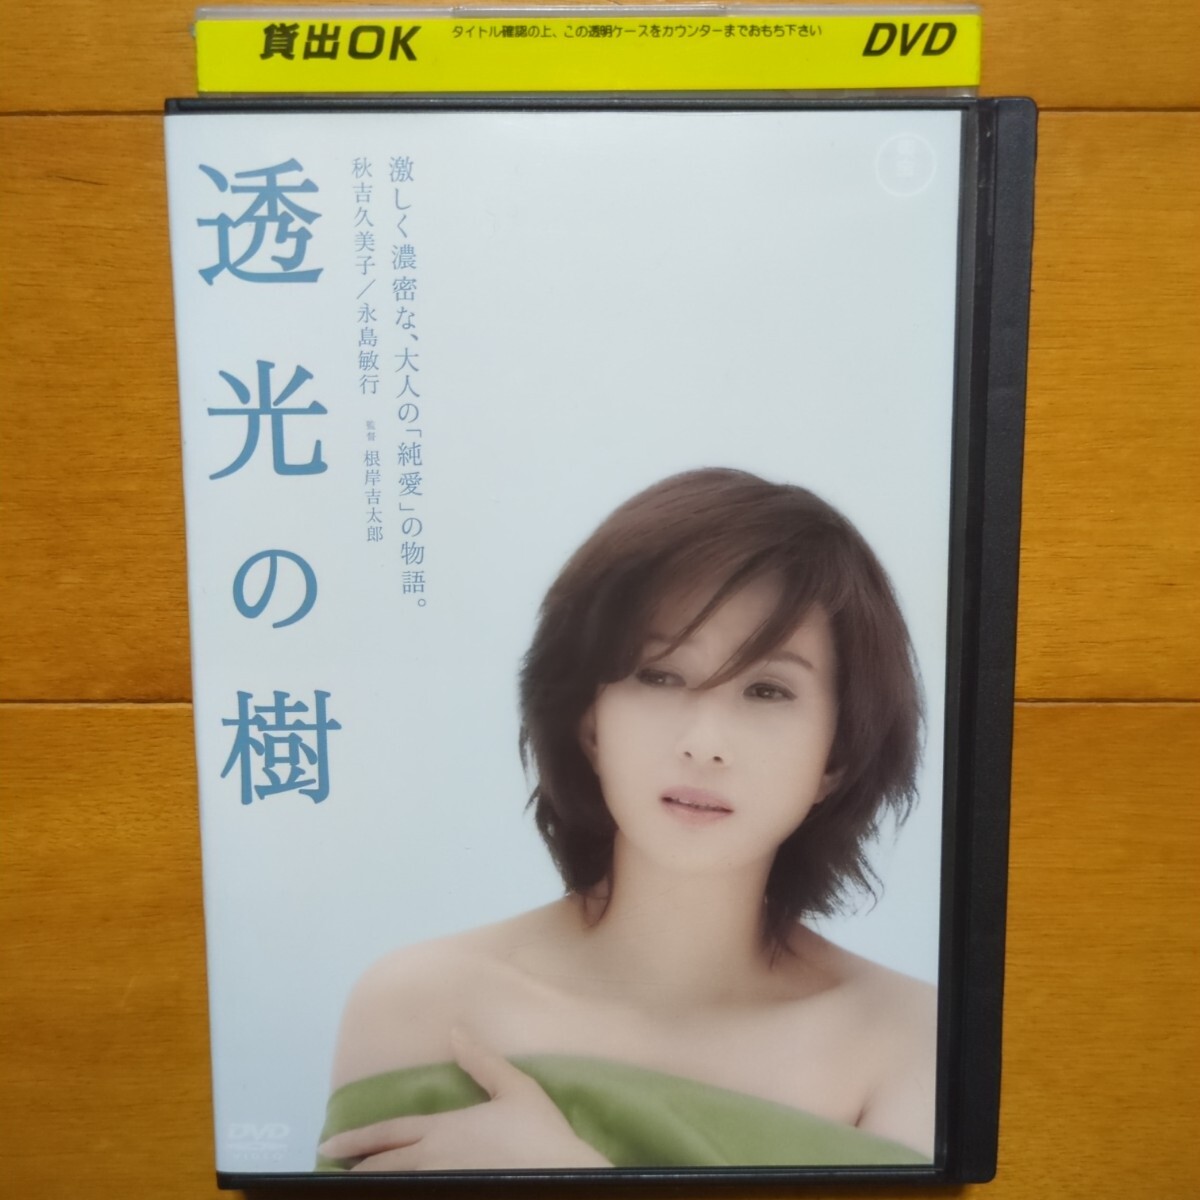 貸出OK
タイトル確認の上、この透明ケースをカウンターまでおもち下さい
DVD
透光の樹
激しく濃密な、大人の「純愛」の物語。
秋吉久美子／永島敏行
監督 根岸吉太郎
DVD